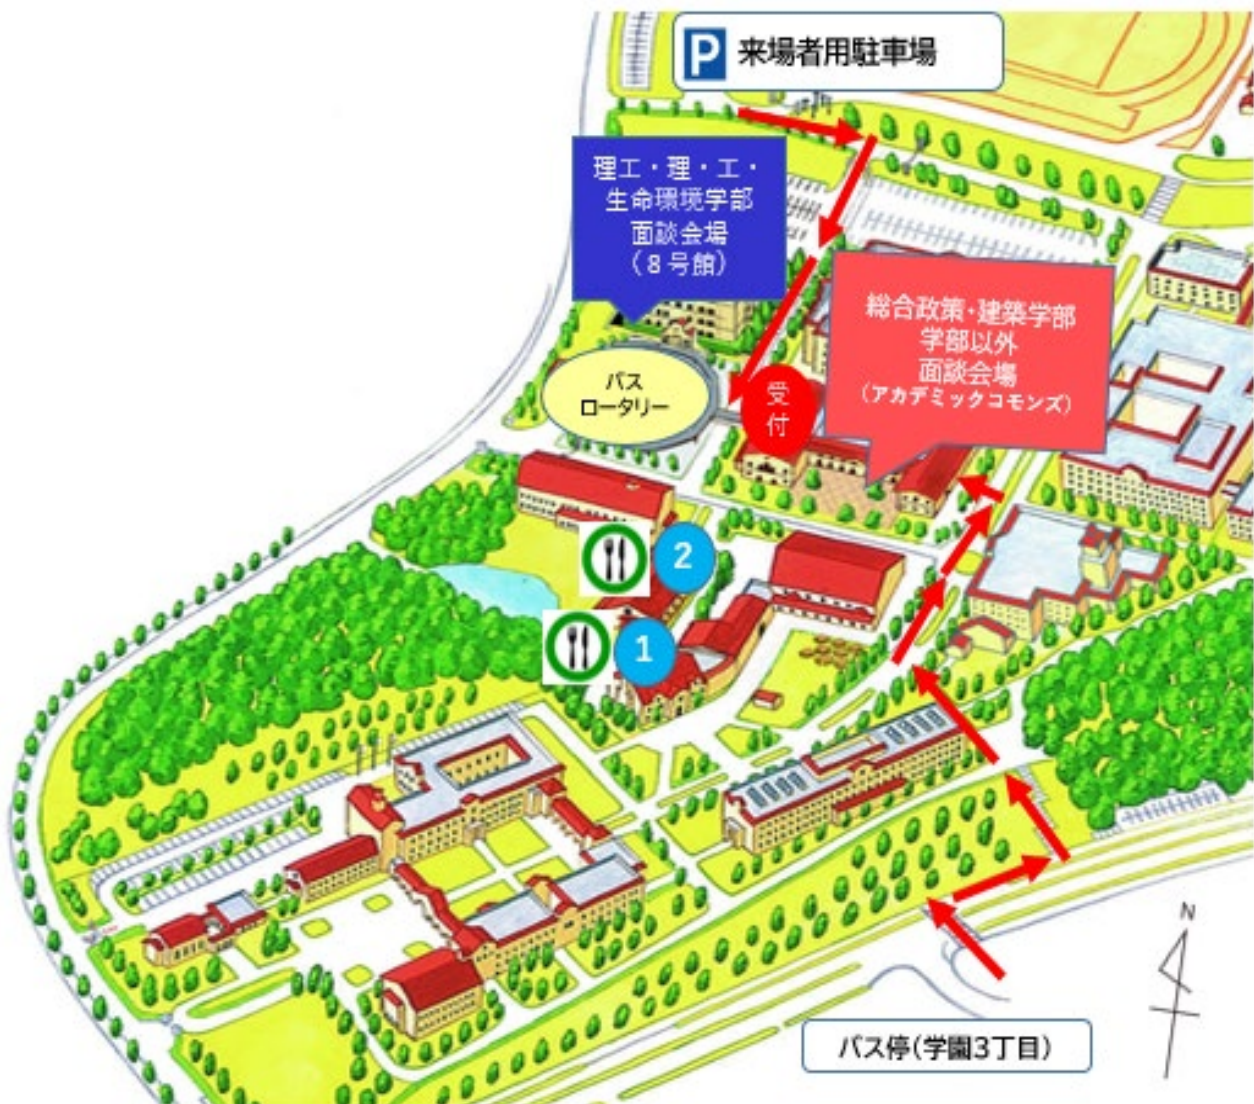 P 来場者用駐車場
理工・理・工・
生命環境学部
面談会場
(8号館)
総合政策・建築学部
学部以外
面談会場
(アカデミックコモンズ)
バス
ロータリー
受
付
2
1
N
バス停(学園3丁目)